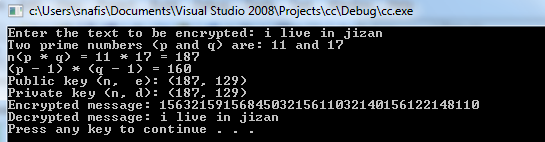 c:\Users\snafis\Documents\Visual Studio 2008\Projects\cc\Debug\cc.exe
Enter the text to be encrypted: i live in jizan
Two prime numbers (p and q) are: 11 and 17
n(p * q) = 11 * 17 = 187
(p - 1) * (q - 1) = 160
Public key (n,  e): (187, 129)
Private key (n, d): (187, 129)
Encrypted message: 1563215915684503215611032140156122148110
Decrypted message: i live in jizan
Press any key to continue . . .